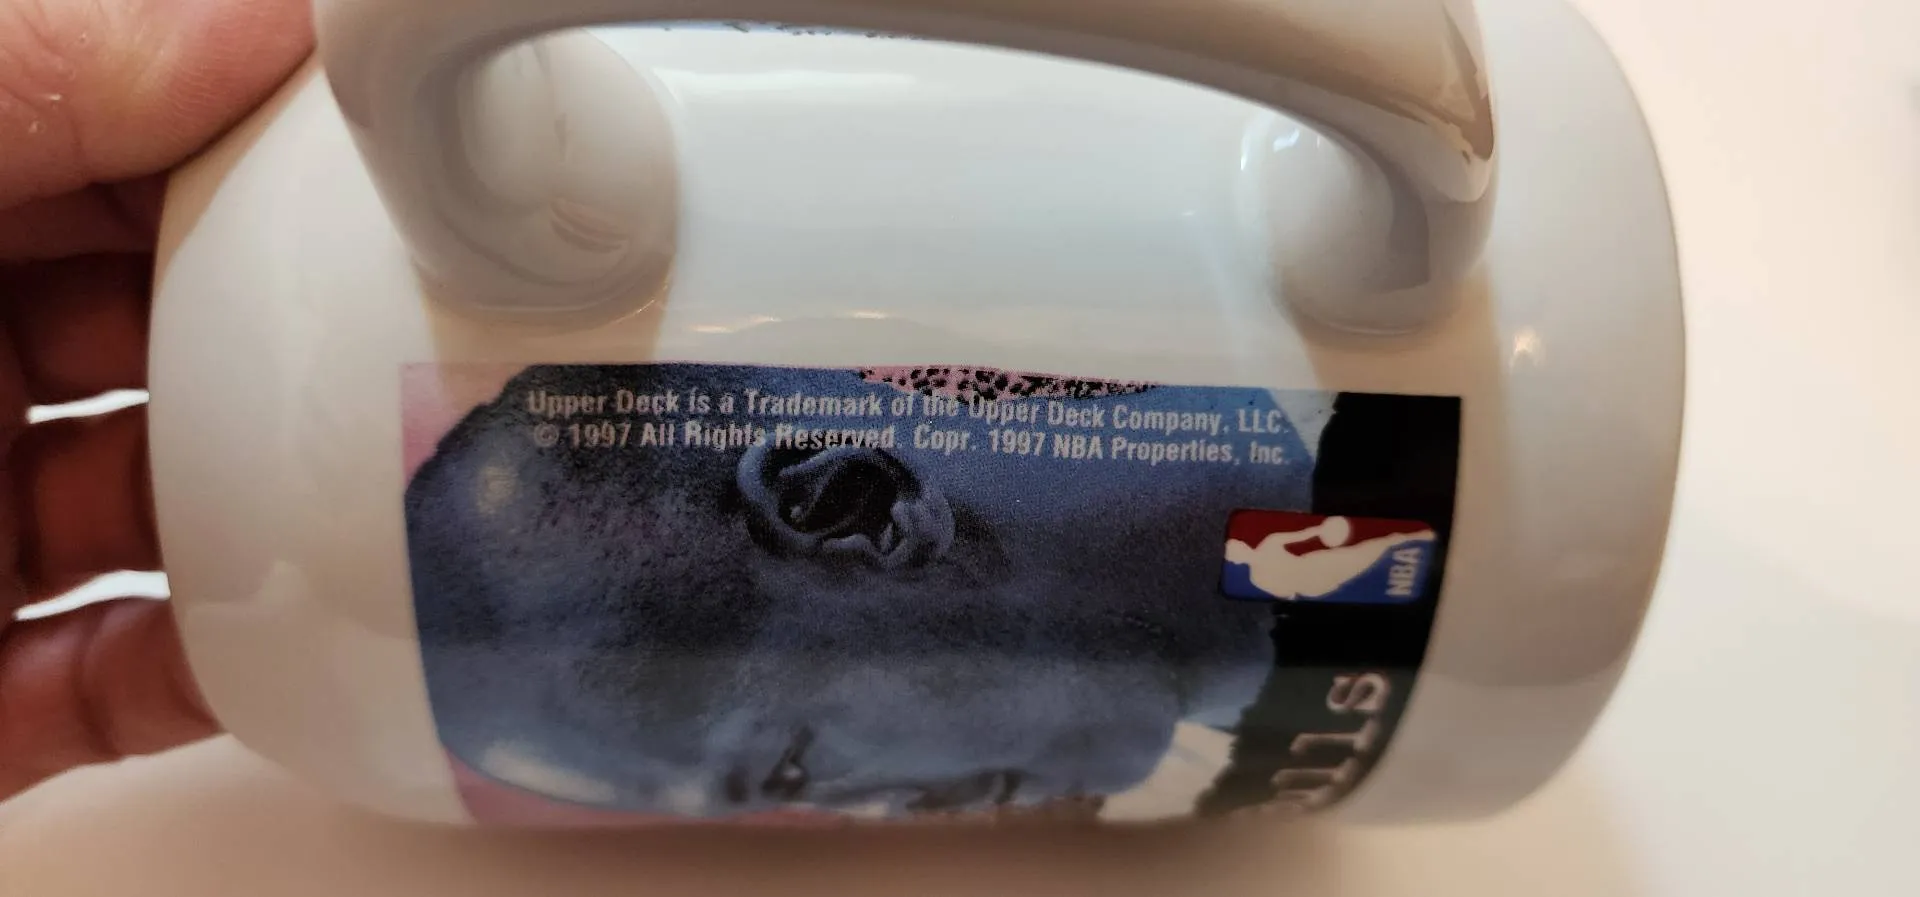 Upper Deck is a Trademark of the Upper Deck Company, LLC.
© 1997 All Rights Reserved. Copr. 1997 NBA Properties, Inc.
NBA